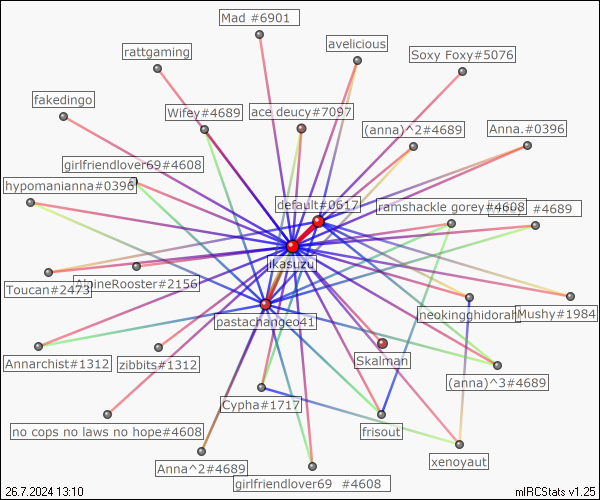 Mad #6901
avelicious
rattgaming
Soxy Foxy#5076
fakedingo
Wifey#4689
ace deucy#7097
(anna)^2#4689
Anna.#0396
girlfriendlover69#4608
hypomanianna#0396
default#0617
ramshackle gorey#4608
#4689
ikasuzu
Toucan#2473
AlpineRooster#2156
pastachangeo41
neokingghidorah
Mushy#1984
Annarchist#1312
zibbits#1312
Skalman
(anna)^3#4689
Cypha#1717
no cops no laws no hope#4608
frisout
xenoyaut
Anna^2#4689
girlfriendlover69 #4608
26.7.2024 13:10
mIRCStats v1.25